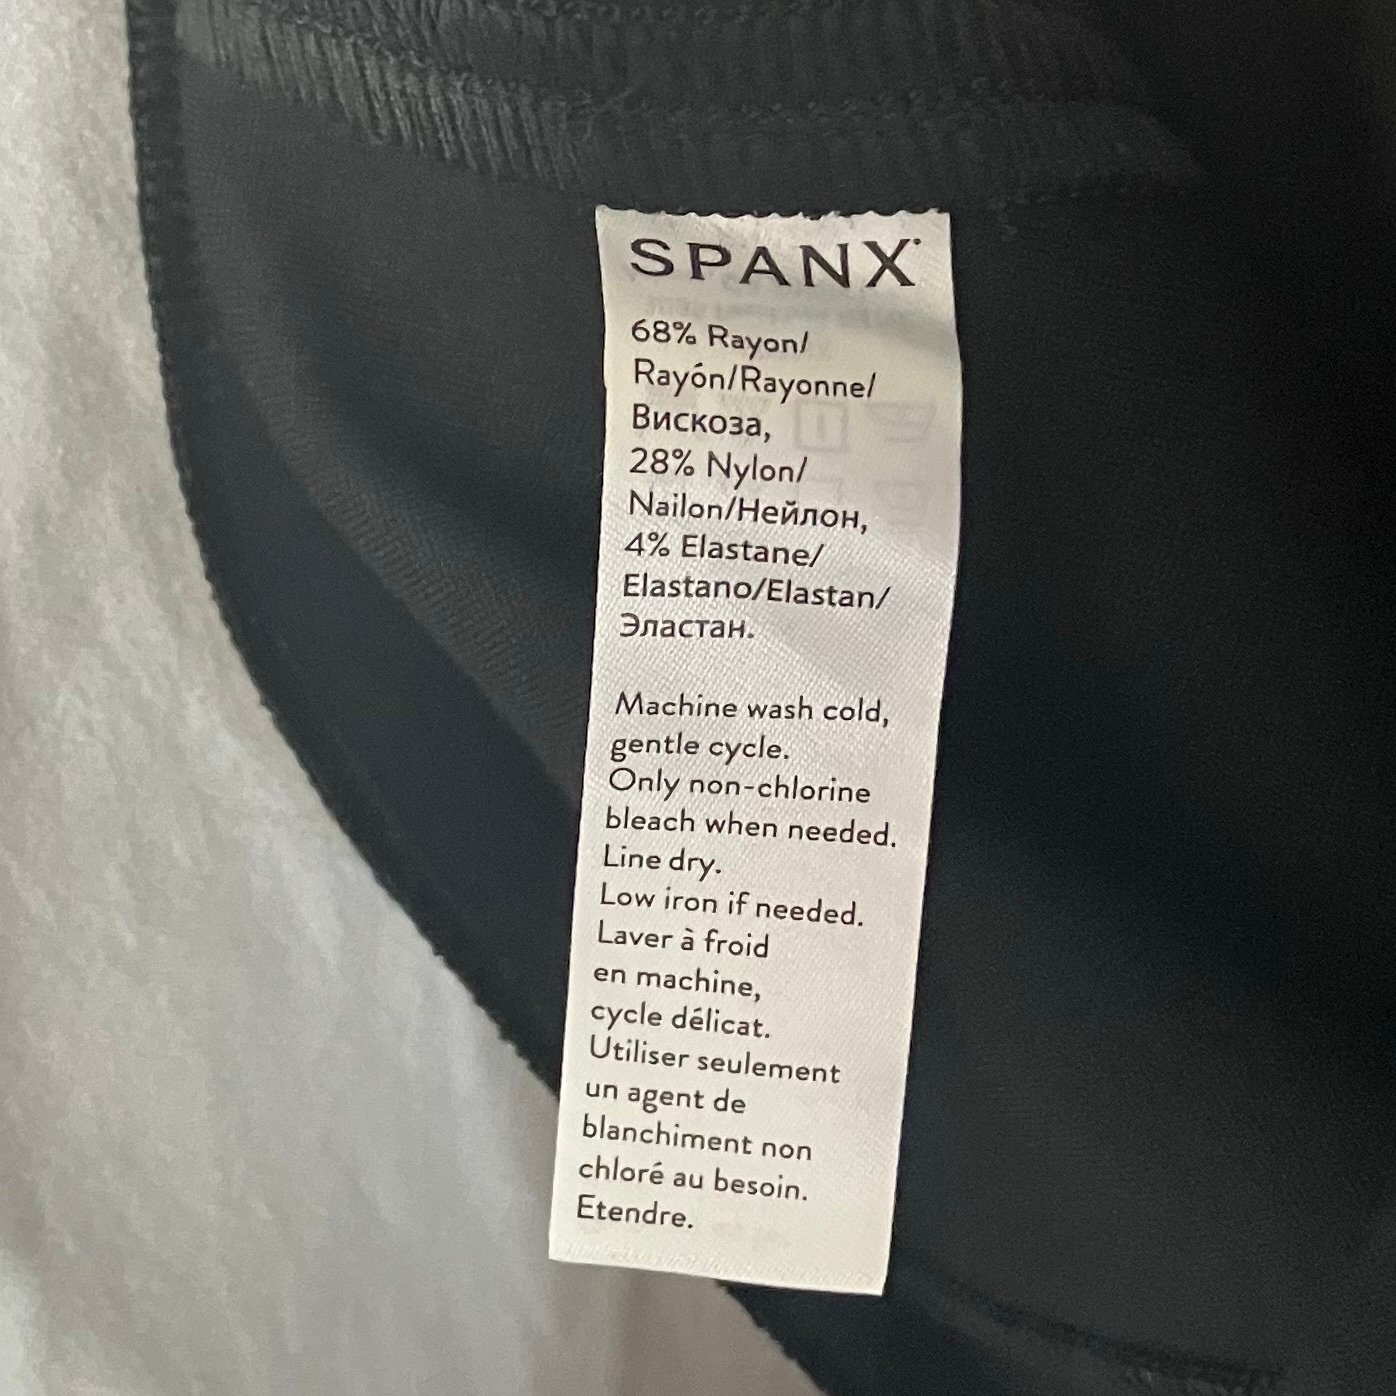 SPANX
68% Rayon/
Rayón/Rayonne/
Вискоза,
28% Nylon/
Nailon/Нейлон,
4% Elastane/
Elastano/Elastan/
Эластан.
Machine wash cold,
gentle cycle.
Only non-chlorine
bleach when needed.
Line dry.
Low iron if needed.
Laver à froid
en machine,
cycle délicat.
Utiliser seulement
un agent de
blanchiment non
chloré au besoin.
Etendre.